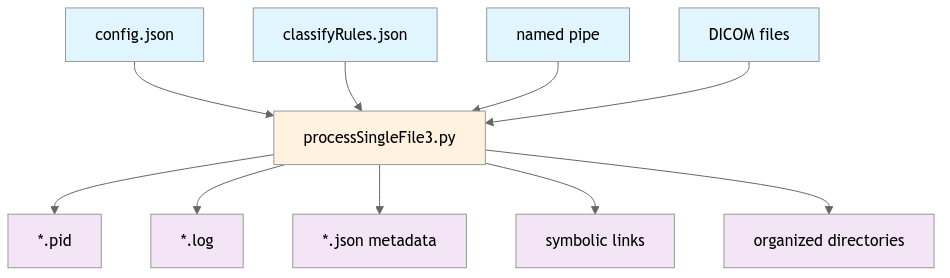 config.json
classifyRules.json
named pipe
DICOM files
processSingleFile3.py
*.pid
*.log
*.json metadata
symbolic links
organized directories